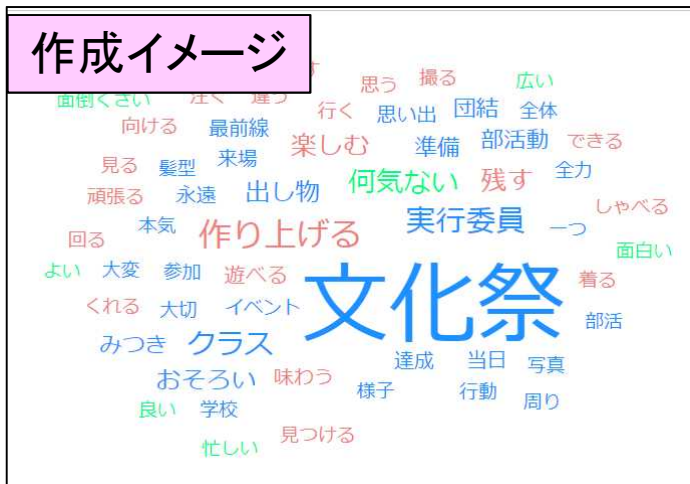 作成イメージ
思う 撮る 広い
面倒くさい 注ぐ 違う 行く 思い出 団結 全体
向ける 最前線 楽しむ 準備 部活動 できる
見る 髪型 来場 何気ない 残す 全力
頑張る 永遠 出し物 実行委員 しゃべる
回る 本気 作り上げる 一つ 面白い
よい 大変 参加 遊べる 文化祭 着る
くれる 大切 イベント 部活
みつき クラス 達成 当日 写真
おそろい 味わう 様子 行動 周り
良い 学校
忙しい 見つける